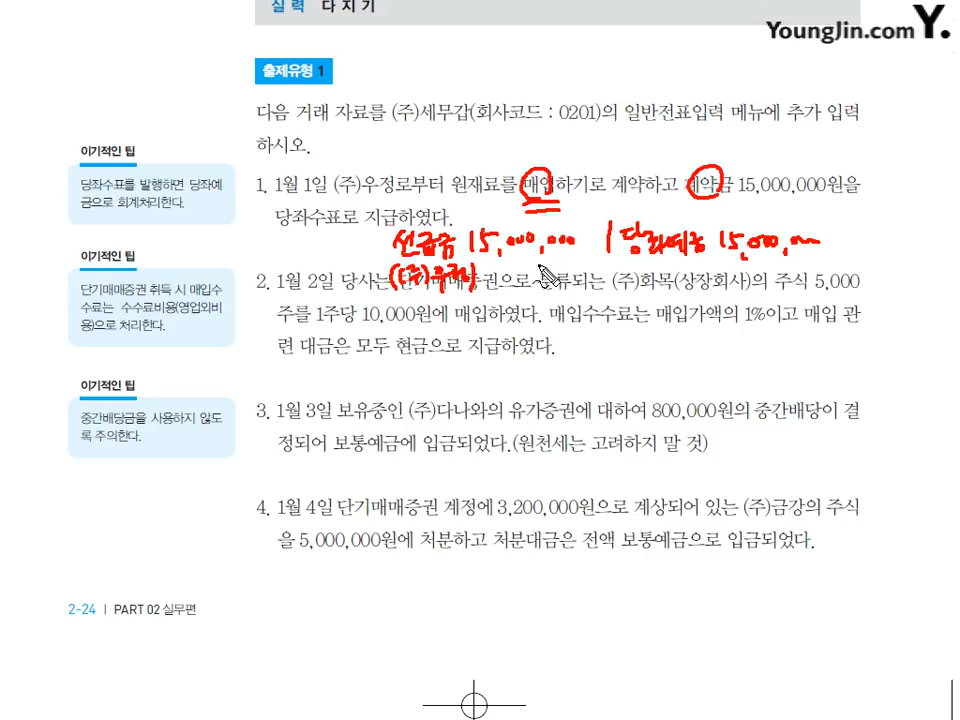 실력 다지기
YoungJin.com Y.
출제유형 1
다음 거래 자료를 (주)세무갑(회사코드 : 0201)의 일반전표입력 메뉴에 추가 입력
하시오.
이기적인 팁
당좌수표를 발행하면 당좌예
금으로 회계처리한다.
1. 1월 1일 (주)우정로부터 원재료를 매입하기로 계약하고 계약금 15,000,000원을
당좌수표로 지급하였다.
선급금 15,000,000 / 당좌예금 15,000,000
(주)우정
이기적인 팁
단기매매증권 취득 시 매입수
수료는 수수료비용(영업외비
용)으로 처리한다.
2. 1월 2일 당사는 단기매매증권으로 분류되는 (주)화목(상장회사)의 주식 5,000
주를 1주당 10,000원에 매입하였다. 매입수수료는 매입가액의 1%이고 매입 관
련 대금은 모두 현금으로 지급하였다.
이기적인 팁
중간배당금을 사용하지 않도
록 주의한다.
3. 1월 3일 보유중인 (주)다나와의 유가증권에 대하여 800,000원의 중간배당이 결
정되어 보통예금에 입금되었다.(원천세는 고려하지 말 것)
4. 1월 4일 단기매매증권 계정에 3,200,000원으로 계상되어 있는 (주)금강의 주식
을 5,000,000원에 처분하고 처분대금은 전액 보통예금으로 입금되었다.
2-24 | PART 02 실무편